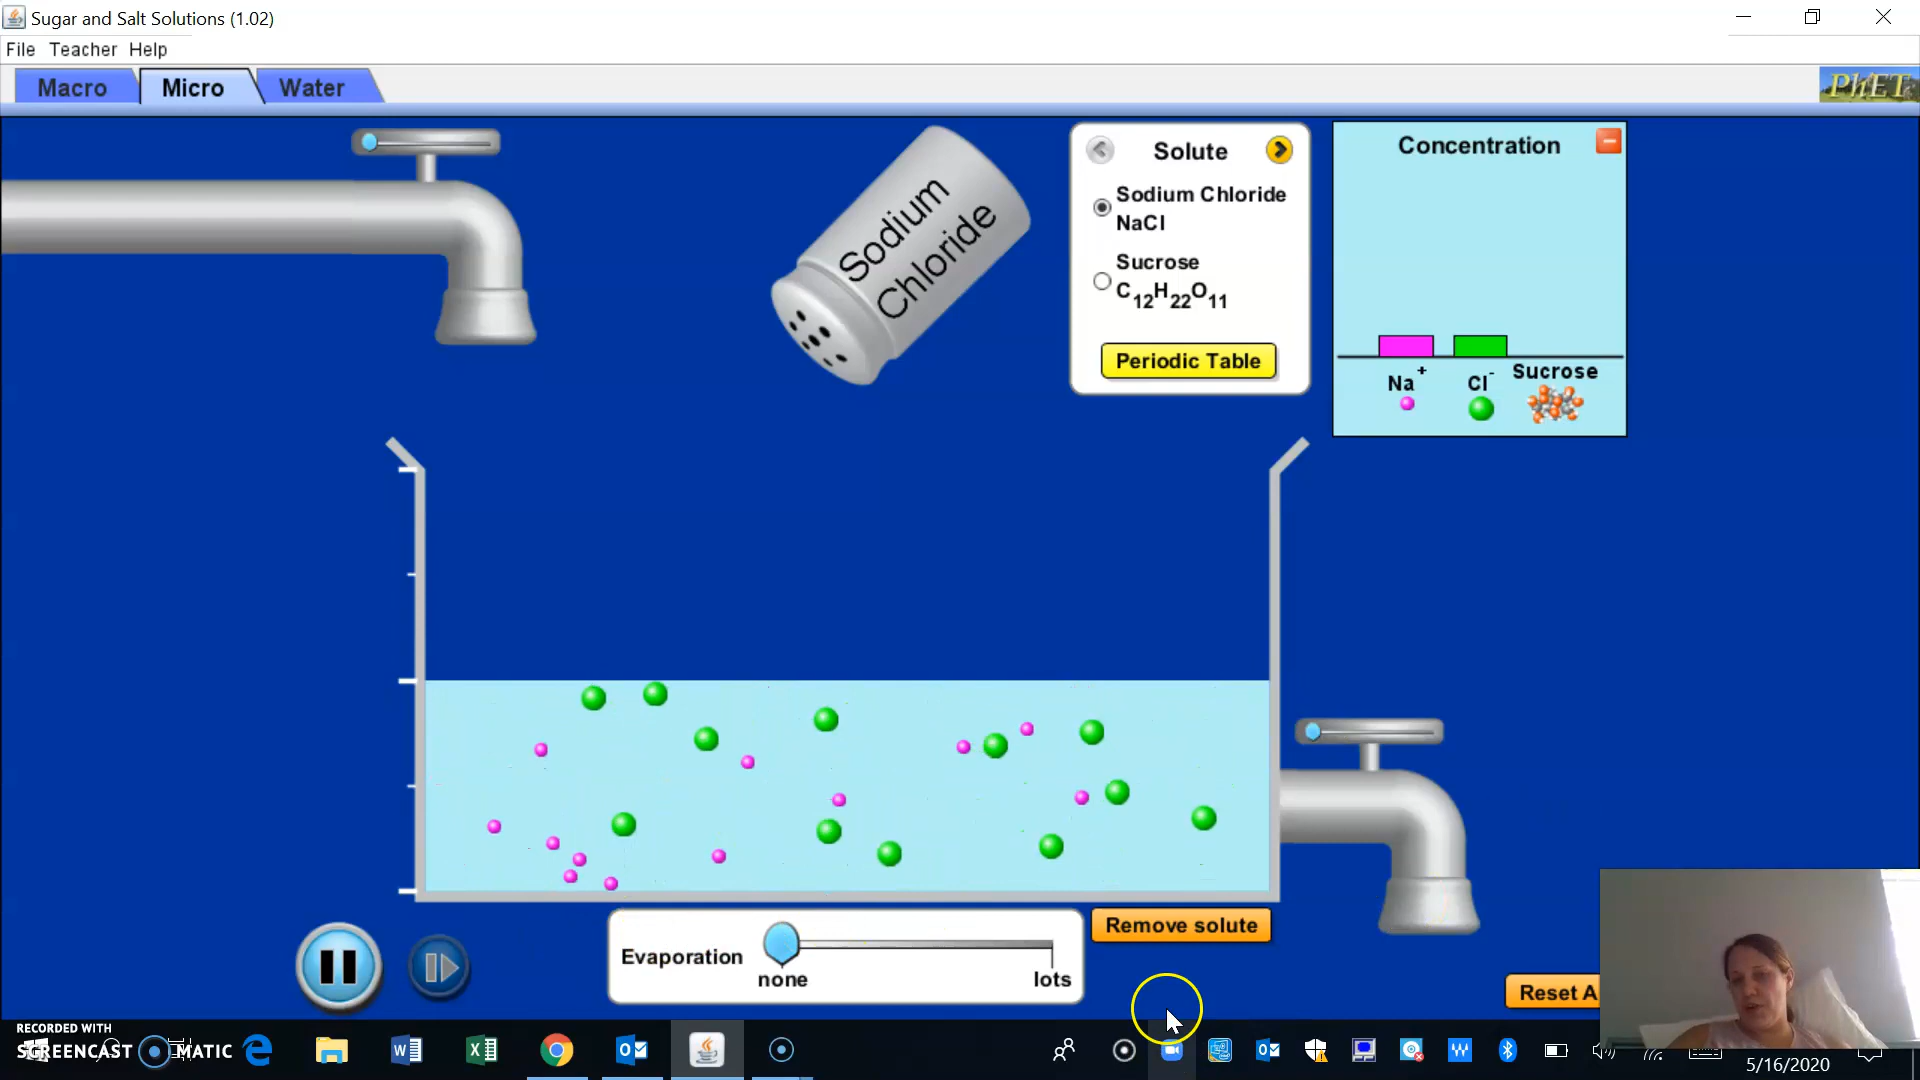 Sugar and Salt Solutions (1.02)
File Teacher Help
Macro Micro Water
PhET
Sodium
Chloride
Solute
Sodium Chloride
NaCl
Sucrose
C12H22O11
Periodic Table
Concentration
Na+ Cl- Sucrose
Evaporation
none lots
Remove solute
Reset A
RECORDED WITH
SCREENCAST MATIC
5/16/2020